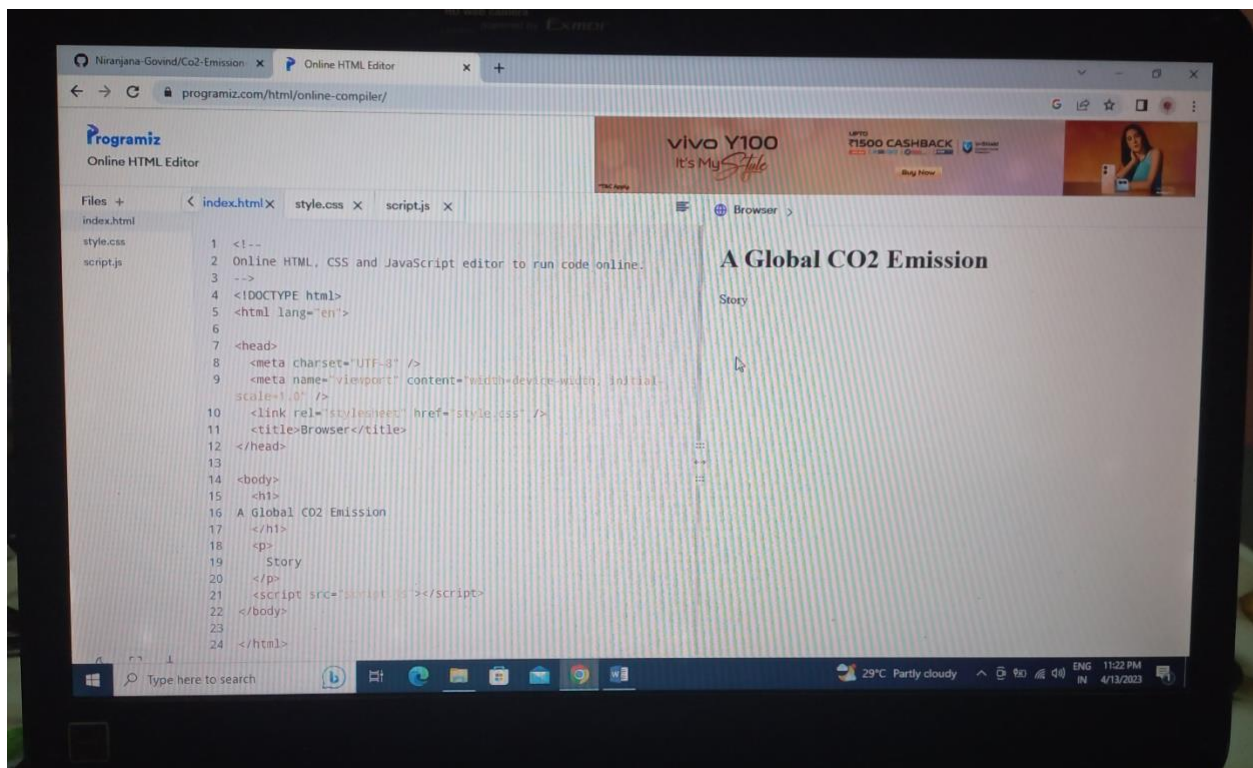 Niranjana-Govind/Co2-Emission
Online HTML Editor
programiz.com/html/online-compiler/
Programiz
Online HTML Editor
vivo Y100
It's My Style
UPTO
₹1500 CASHBACK
Buy Now
*T&C Apply
Files +
index.html
style.css
script.js
index.html
style.css
script.js
Browser
1 <!--
2 Online HTML, CSS and JavaScript editor to run code online.
3 -->
4 <!DOCTYPE html>
5 <html lang="en">
6
7 <head>
8 <meta charset="UTF-8" />
9 <meta name="viewport" content="width=device-width, initial-
scale=1.0" />
10 <link rel="stylesheet" href="style.css" />
11 <title>Browser</title>
12 </head>
13
14 <body>
15 <h1>
16 A Global CO2 Emission
17 </h1>
18 <p>
19 Story
20 </p>
21 <script src="script.js"></script>
22 </body>
23
24 </html>
A Global CO2 Emission
Story
Type here to search
29°C Partly cloudy
ENG
IN
11:22 PM
4/13/2023